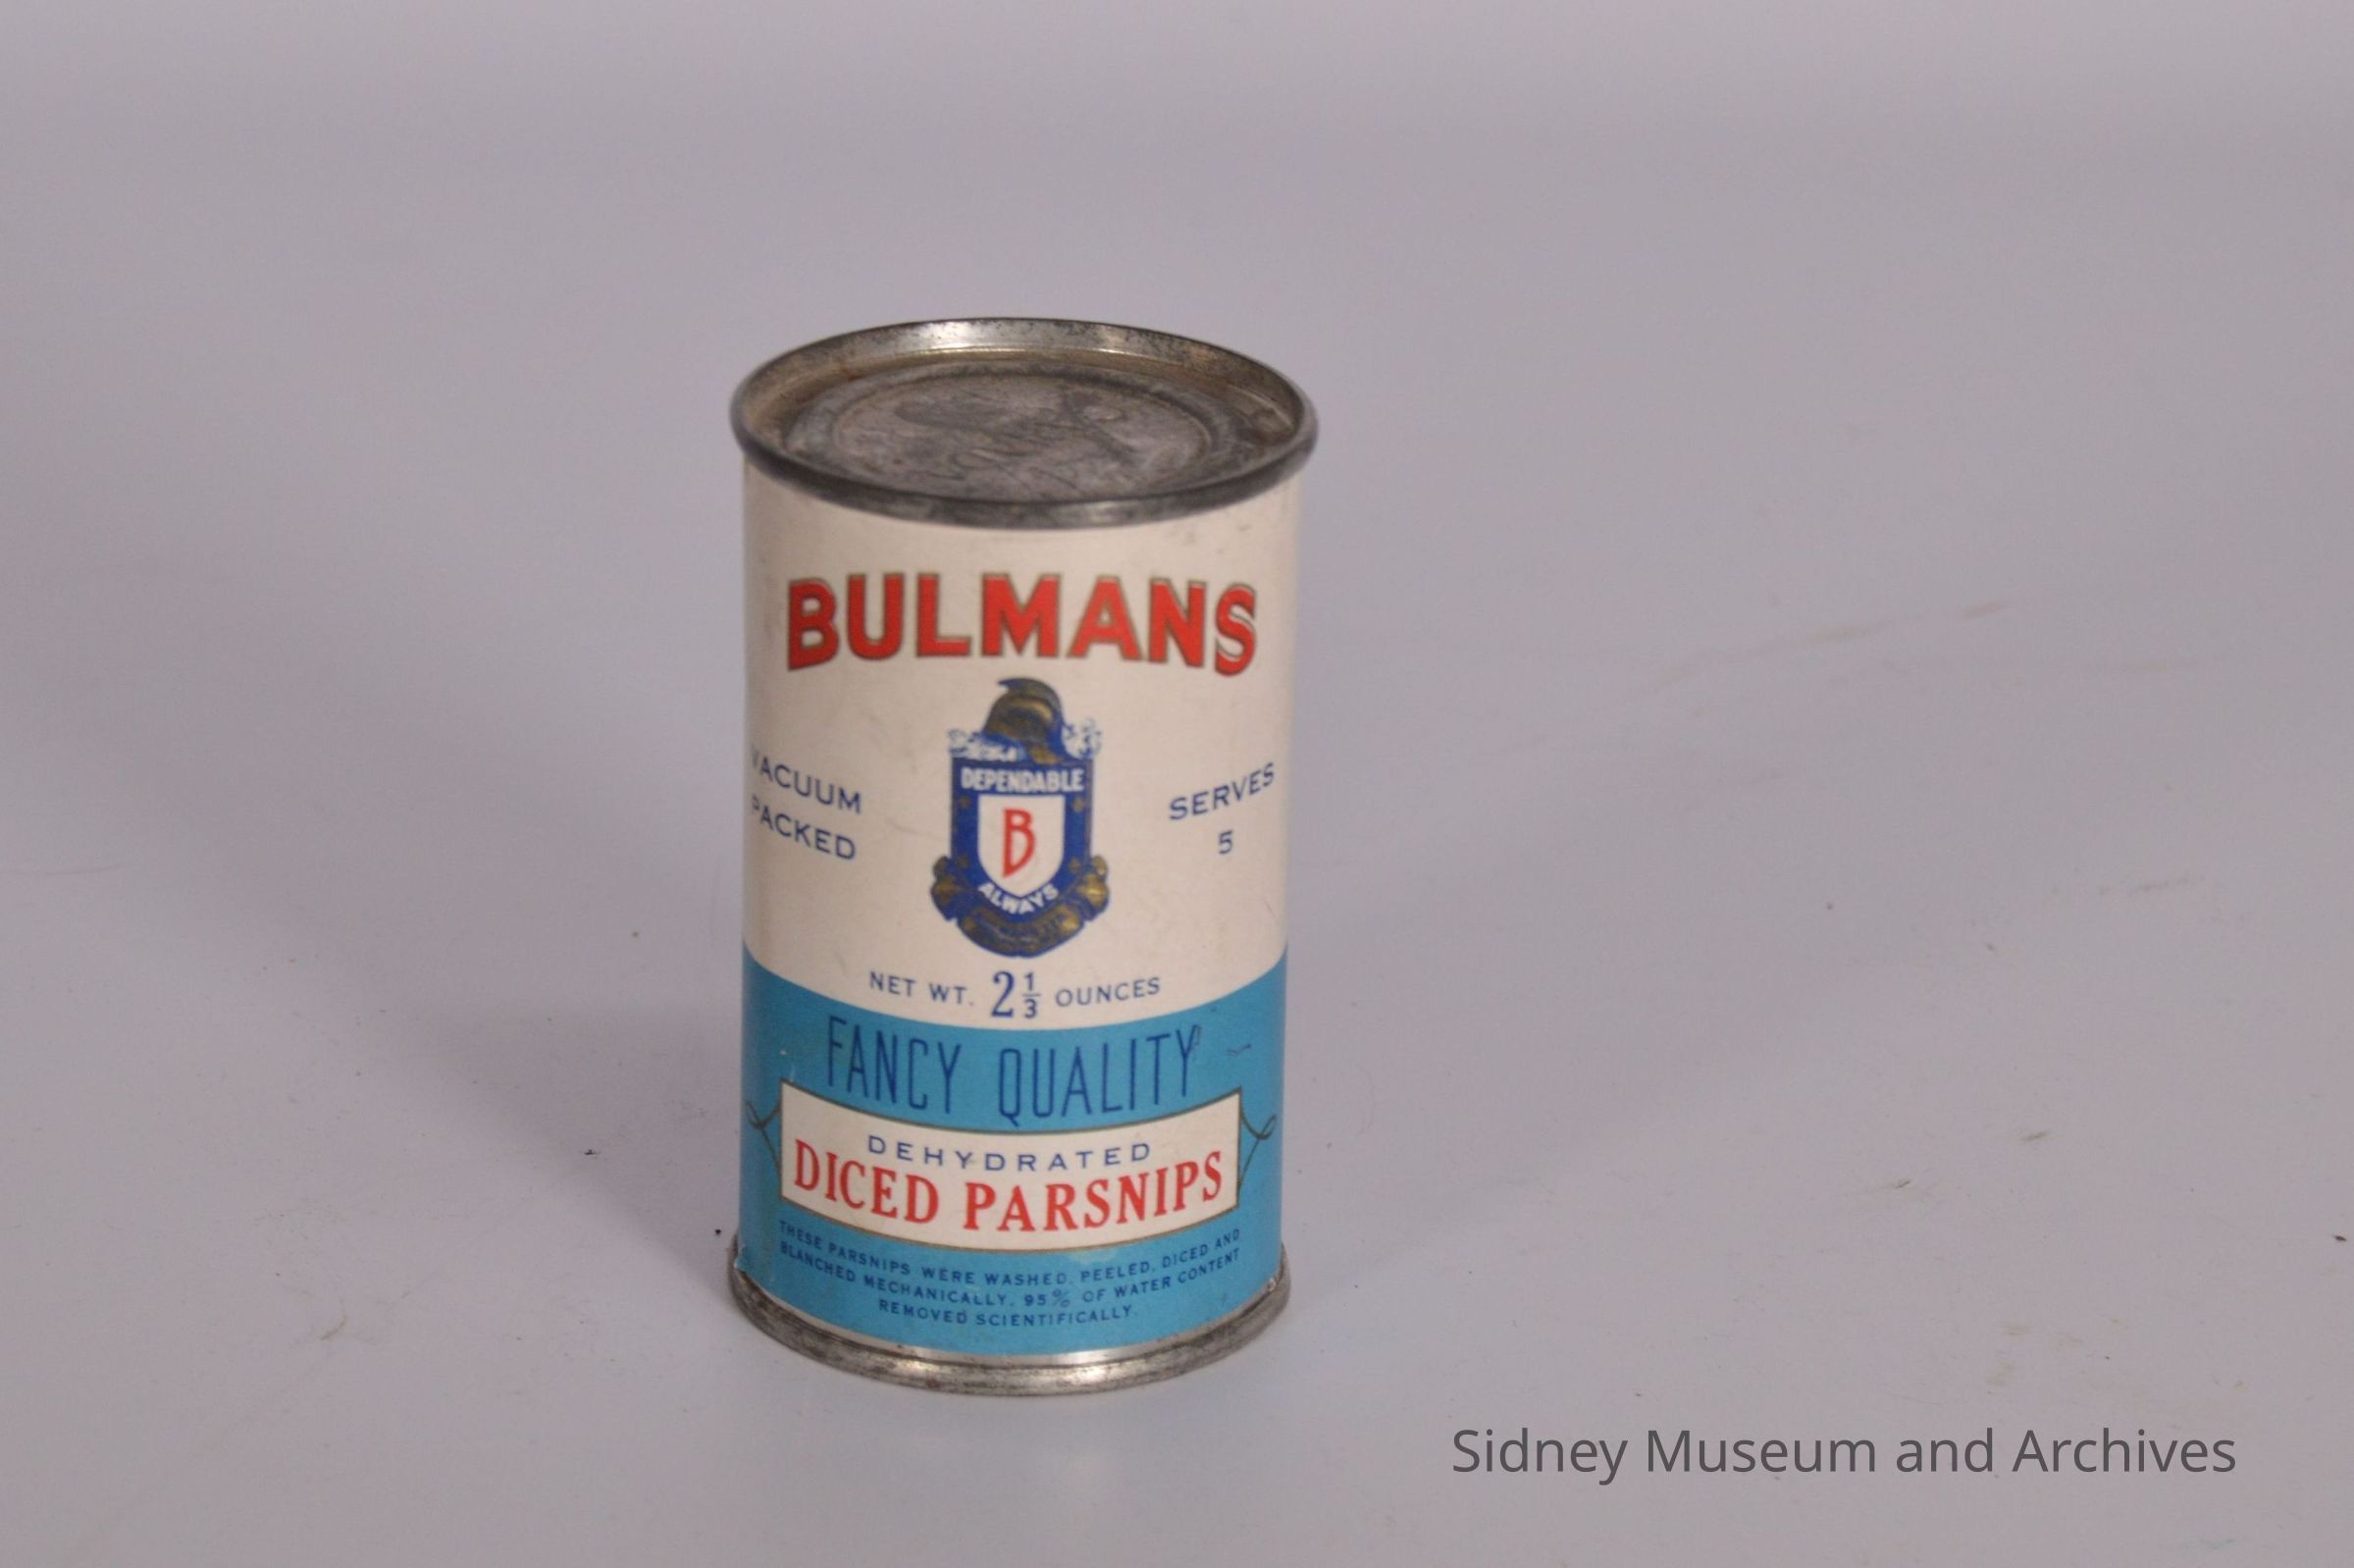 BULMANS
VACUUM
PACKED
DEPENDABLE
B
ALWAYS
SERVES
5
NET WT. 2 1/3 OUNCES
FANCY QUALITY
DEHYDRATED
DICED PARSNIPS
THESE PARSNIPS WERE WASHED, PEELED, DICED AND
BLANCHED MECHANICALLY, 95% OF WATER CONTENT
REMOVED SCIENTIFICALLY.
Sidney Museum and Archives